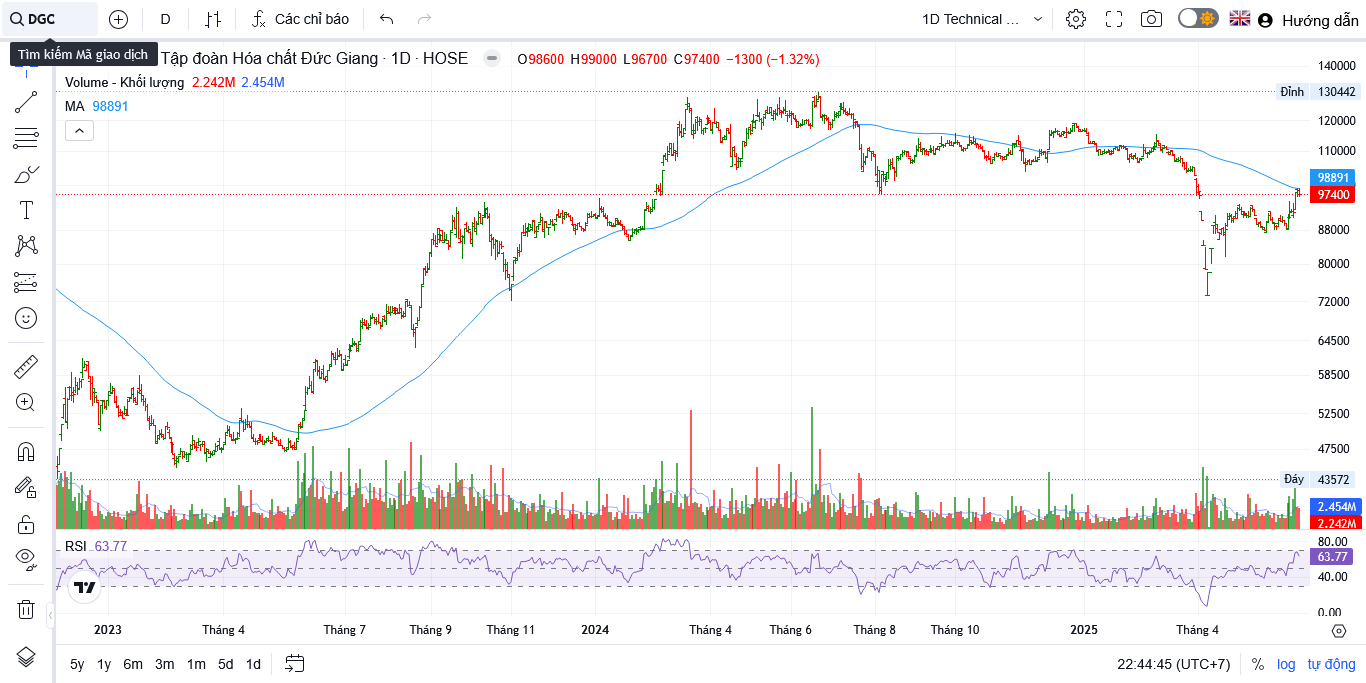 DGC
D
Các chỉ báo
1D Technical ...
Hướng dẫn
Tìm kiếm Mã giao dịch
Tập đoàn Hóa chất Đức Giang · 1D · HOSE
O98600 H99000 L96700 C97400 −1300 (−1.32%)
Volume - Khối lượng 2.242M 2.454M
MA 98891
140000
Đỉnh 130442
120000
110000
98891
97400
88000
80000
72000
64500
58500
52500
47500
Đáy 43572
2.454M
2.242M
RSI 63.77
80.00
63.77
40.00
0.00
2023 Tháng 4 Tháng 7 Tháng 9 Tháng 11 2024 Tháng 4 Tháng 6 Tháng 8 Tháng 10 2025 Tháng 4
5y 1y 6m 3m 1m 5d 1d
22:44:45 (UTC+7) % log tự động